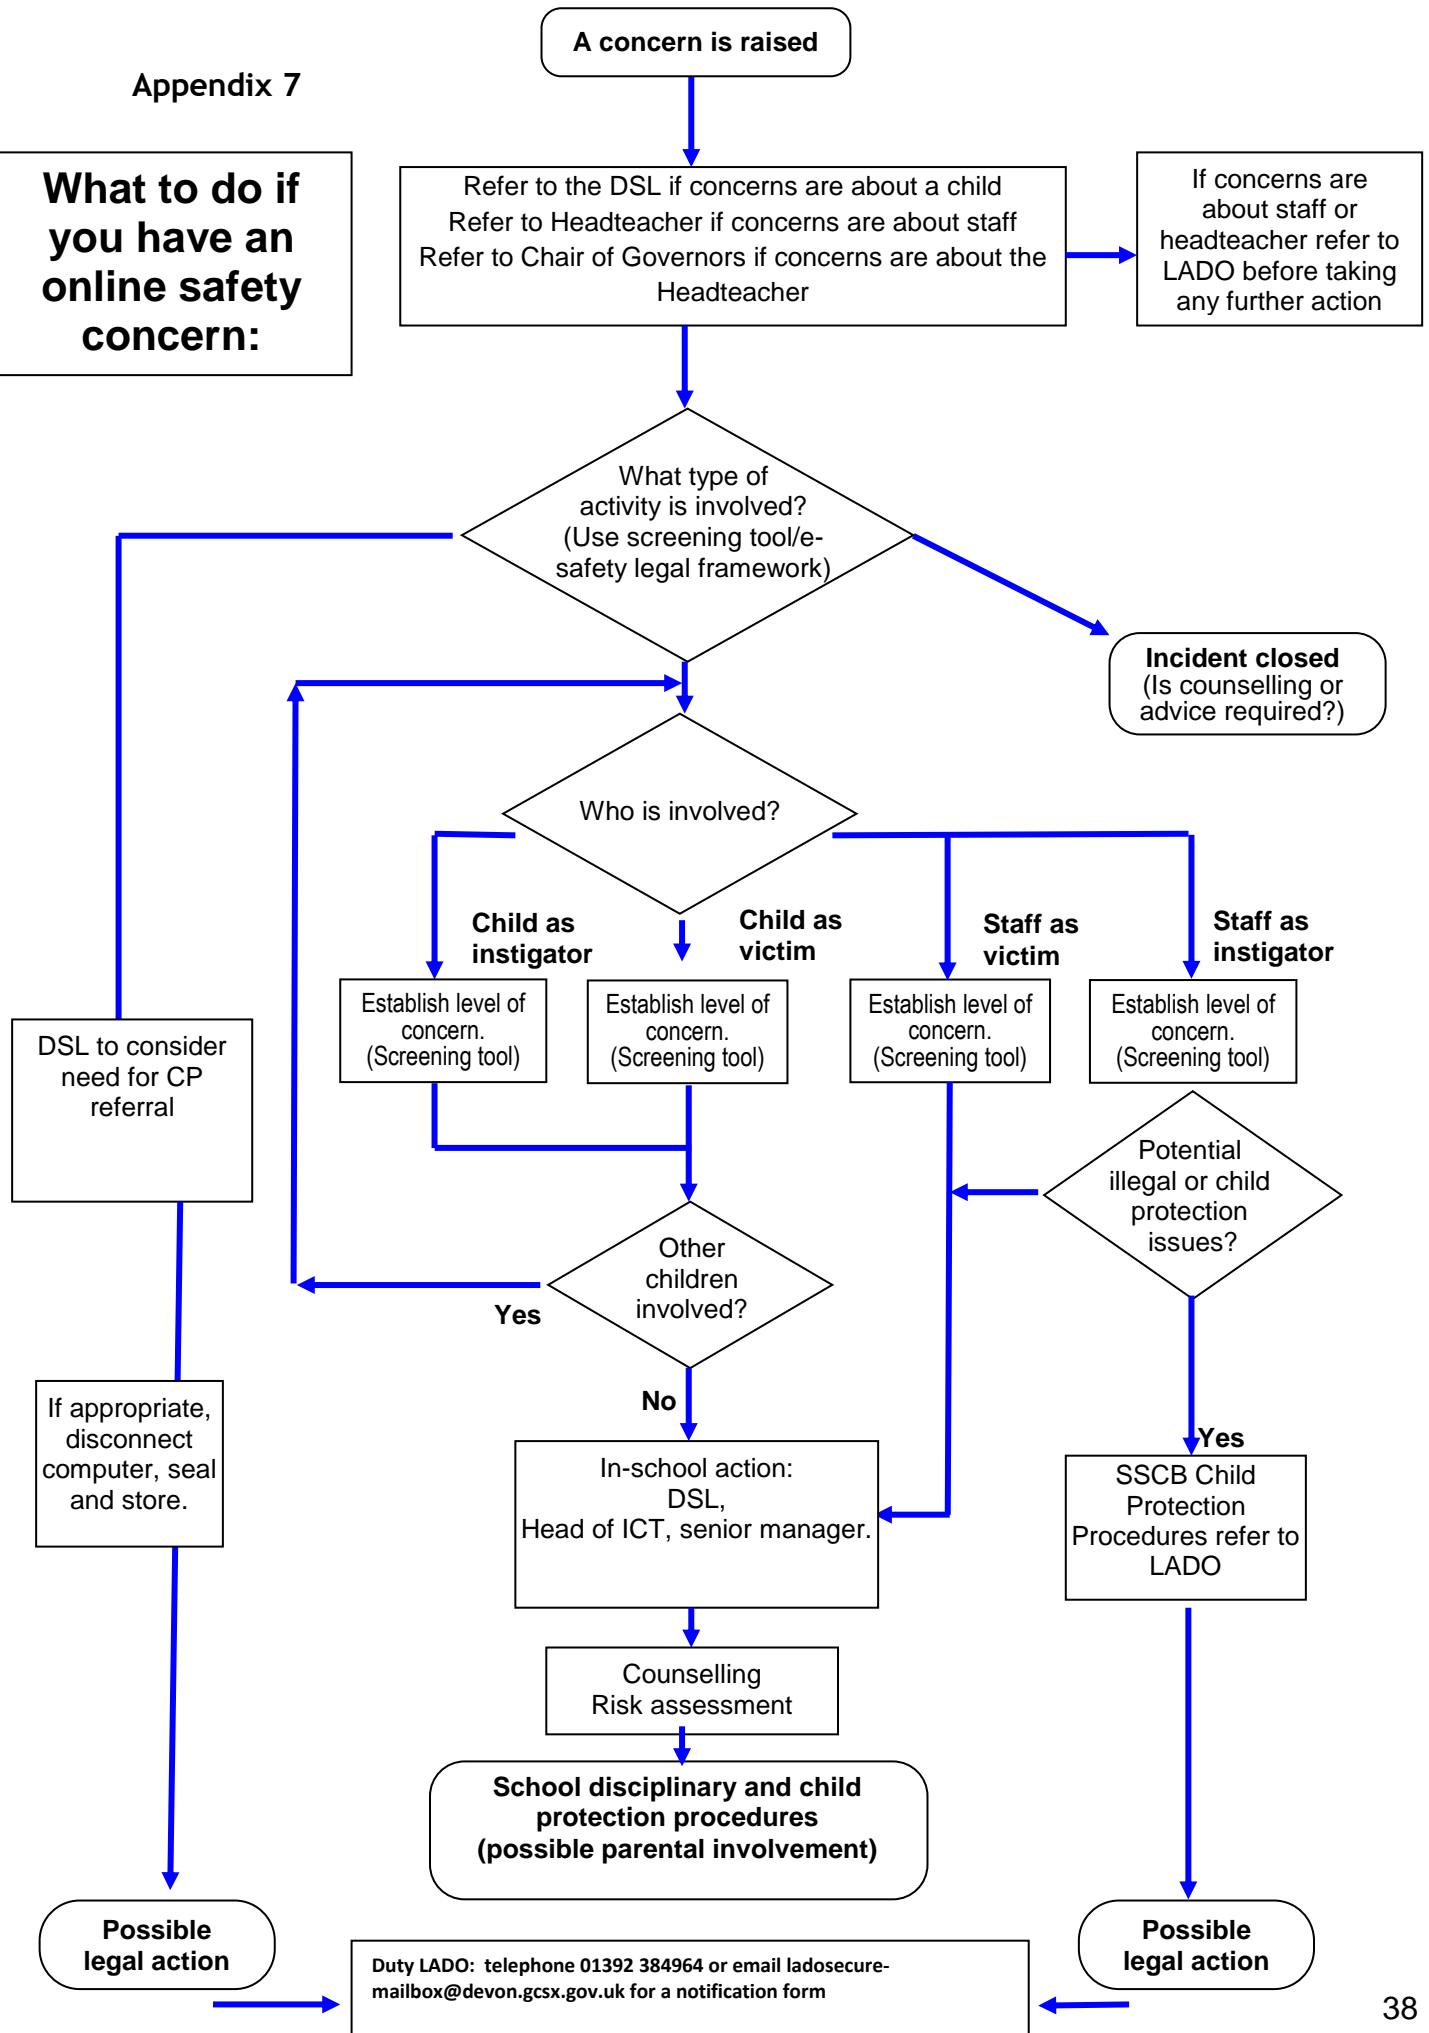 A concern is raised
Appendix 7
What to do if
you have an
online safety
concern:
Refer to the DSL if concerns are about a child
Refer to Headteacher if concerns are about staff
Refer to Chair of Governors if concerns are about the
Headteacher
If concerns are
about staff or
headteacher refer to
LADO before taking
any further action
What type of
activity is involved?
(Use screening tool/e-
safety legal framework)
Incident closed
(Is counselling or
advice required?)
Who is involved?
Child as
instigator
Child as
victim
Staff as
victim
Staff as
instigator
Establish level of
concern.
(Screening tool)
Establish level of
concern.
(Screening tool)
Establish level of
concern.
(Screening tool)
Establish level of
concern.
(Screening tool)
DSL to consider
need for CP
referral
Potential
illegal or child
protection
issues?
Other
children
involved?
Yes
No
If appropriate,
disconnect
computer, seal
and store.
Yes
In-school action:
DSL,
Head of ICT, senior manager.
SSCB Child
Protection
Procedures refer to
LADO
Counselling
Risk assessment
School disciplinary and child
protection procedures
(possible parental involvement)
Possible
legal action
Possible
legal action
Duty LADO:  telephone 01392 384964 or email ladosecure-
mailbox@devon.gcsx.gov.uk for a notification form
38